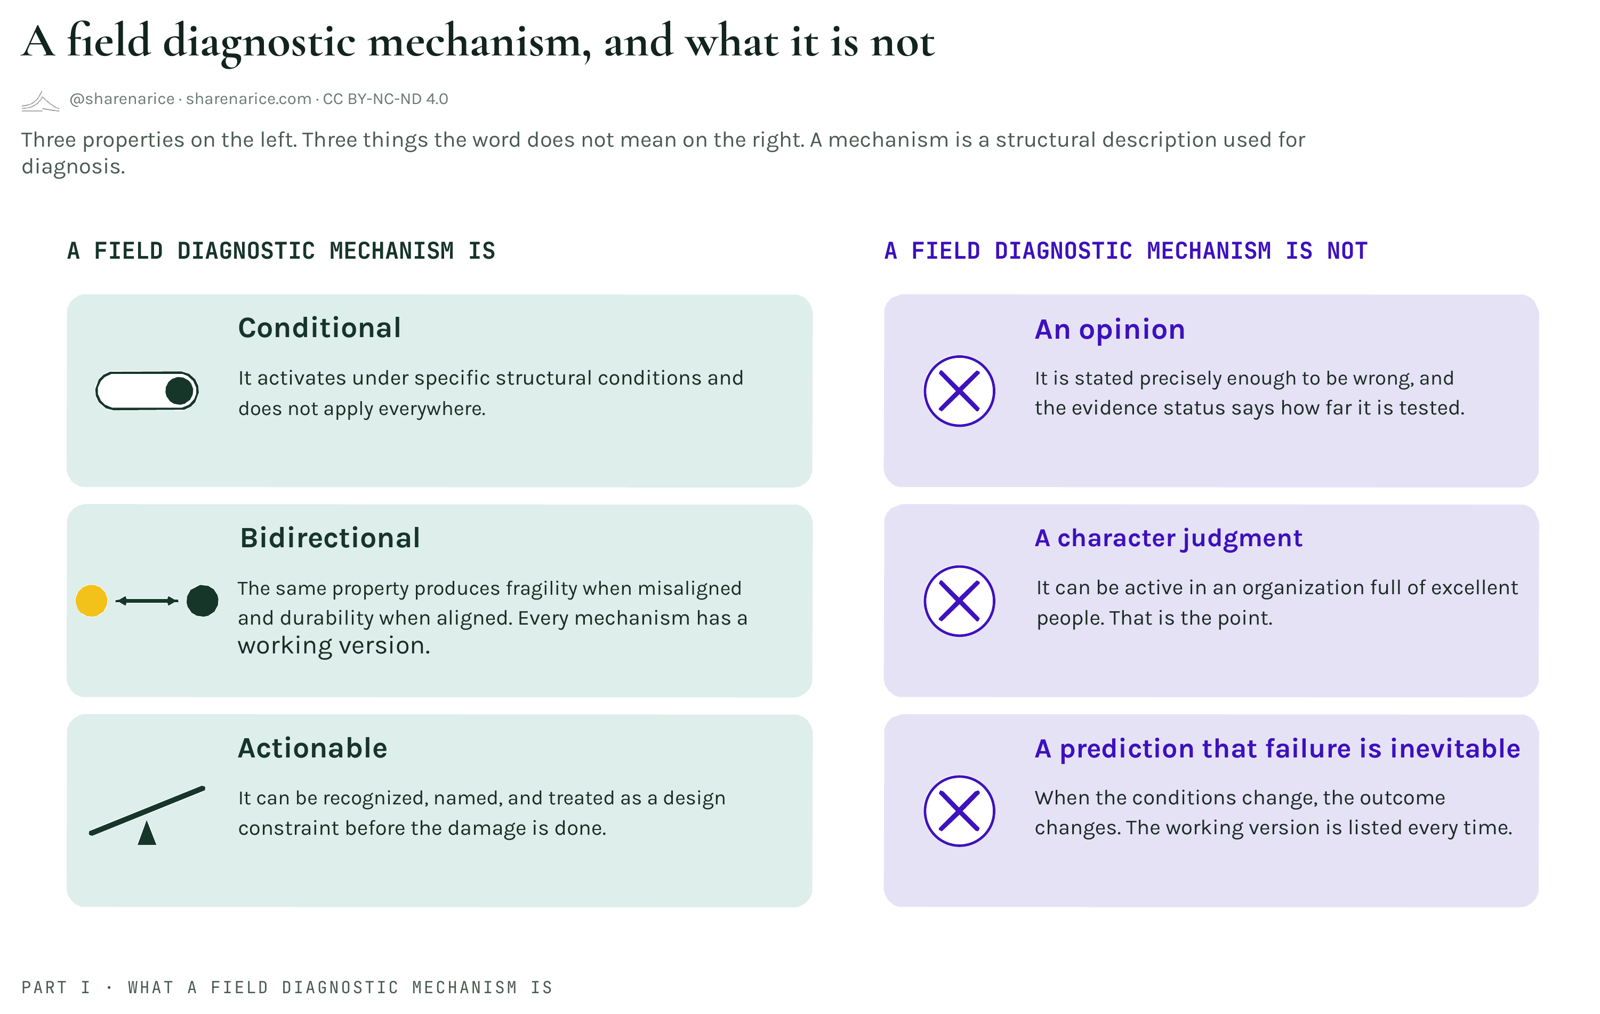 A field diagnostic mechanism, and what it is not
@sharenarice · sharenarice.com · CC BY-NC-ND 4.0
Three properties on the left. Three things the word does not mean on the right. A mechanism is a structural description used for
diagnosis.
A FIELD DIAGNOSTIC MECHANISM IS
Conditional
It activates under specific structural conditions and
does not apply everywhere.
Bidirectional
The same property produces fragility when misaligned
and durability when aligned. Every mechanism has a
working version.
Actionable
It can be recognized, named, and treated as a design
constraint before the damage is done.
A FIELD DIAGNOSTIC MECHANISM IS NOT
An opinion
It is stated precisely enough to be wrong, and
the evidence status says how far it is tested.
A character judgment
It can be active in an organization full of excellent
people. That is the point.
A prediction that failure is inevitable
When the conditions change, the outcome
changes. The working version is listed every time.
PART I · WHAT A FIELD DIAGNOSTIC MECHANISM IS